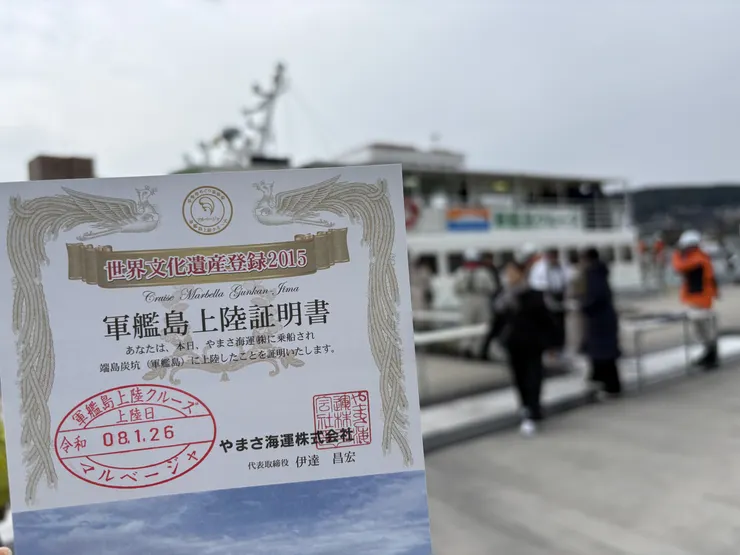 世界文化遺産登録2015
Cruise Marbella Gunkan-Jima
軍艦島上陸証明書
あなたは、本日、やまさ海運㈱に乗船され
端島炭坑（軍艦島）に上陸したことを証明いたします。
軍艦島上陸クルーズ
上陸日
令和 08.1.26
マルベージャ
やまさ海運株式会社
代表取締役 伊達 昌宏